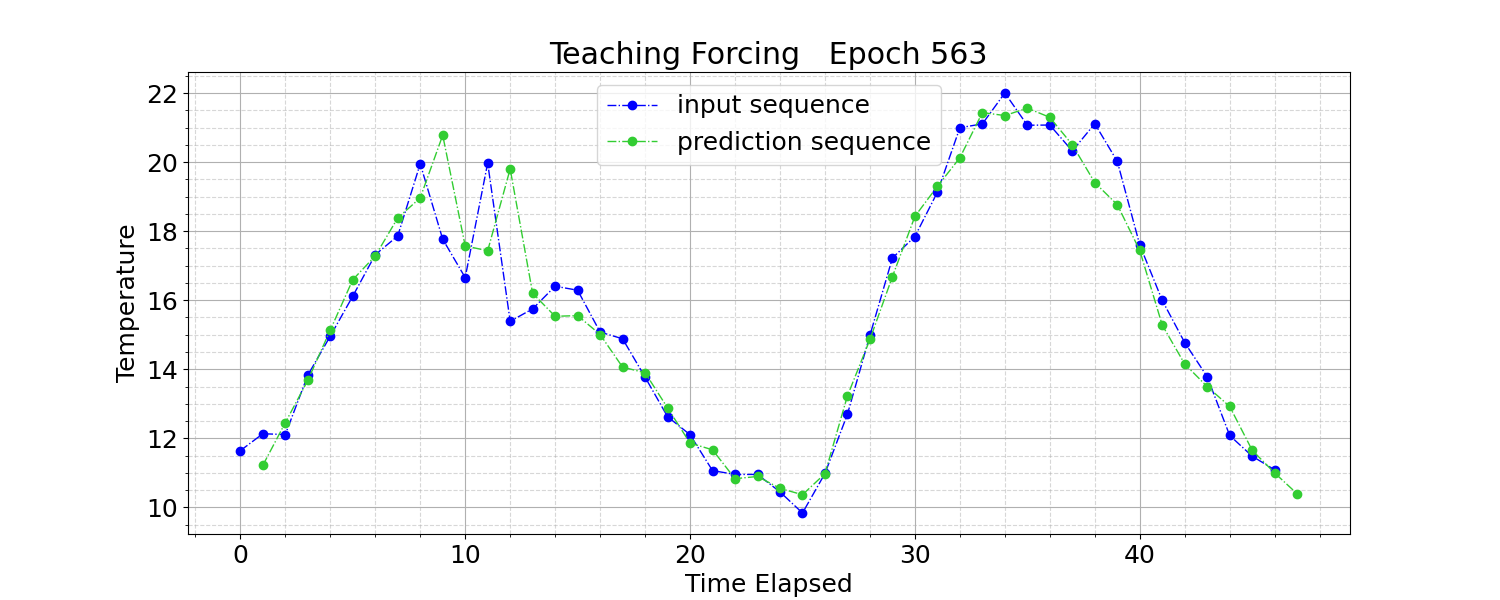 Teaching Forcing   Epoch 563
input sequence
prediction sequence
Temperature
22
20
18
16
14
12
10
0 10 20 30 40
Time Elapsed